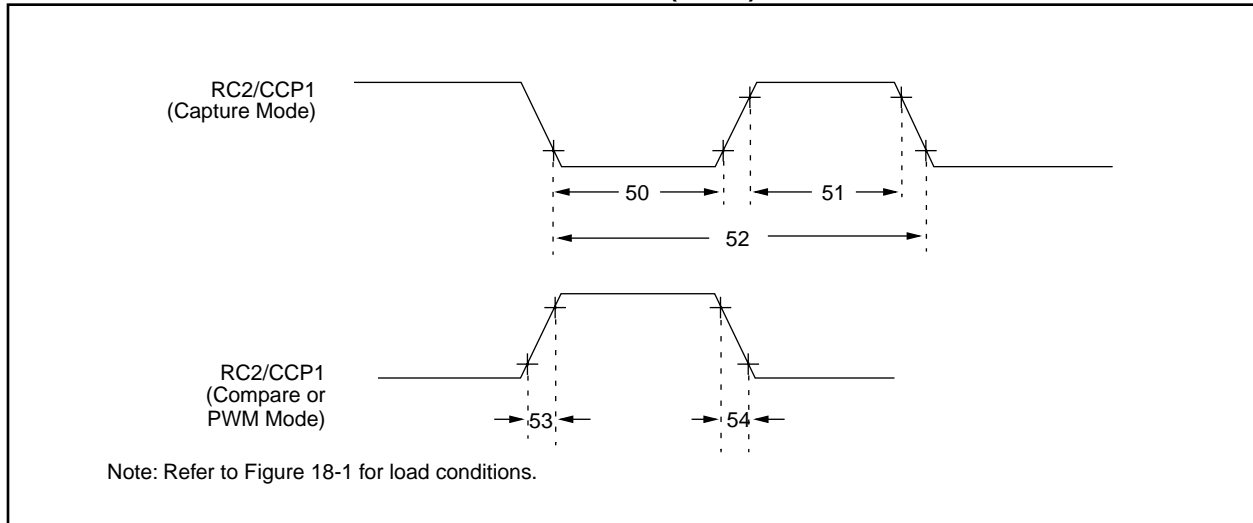 RC2/CCP1
(Capture Mode)
50
51
52
RC2/CCP1
(Compare or
PWM Mode)
53
54
Note: Refer to Figure 18-1 for load conditions.